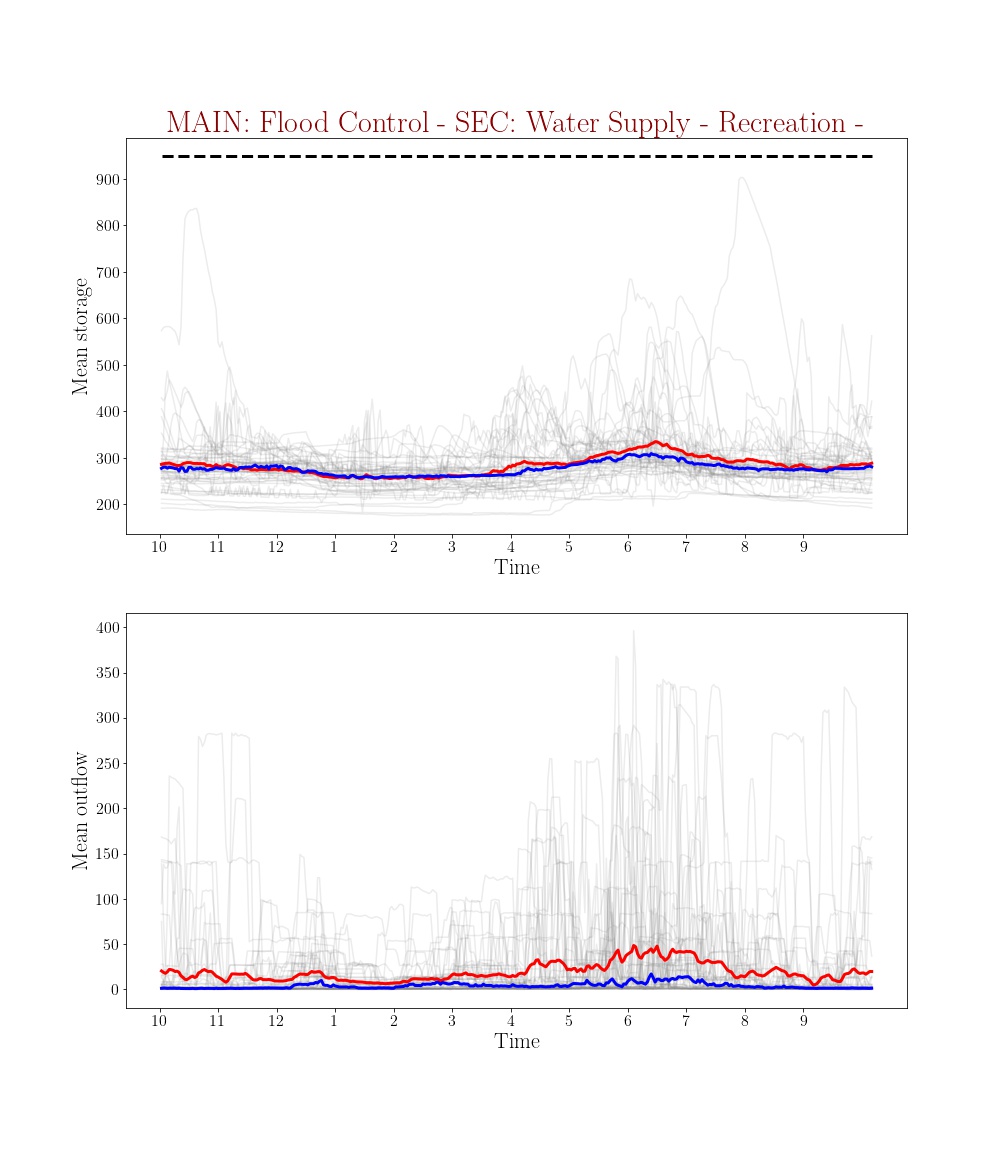 MAIN: Flood Control - SEC: Water Supply - Recreation -
900
800
700
600
500
400
300
200
Mean storage
10 11 12 1 2 3 4 5 6 7 8 9
Time
400
350
300
250
200
150
100
50
0
Mean outflow
10 11 12 1 2 3 4 5 6 7 8 9
Time